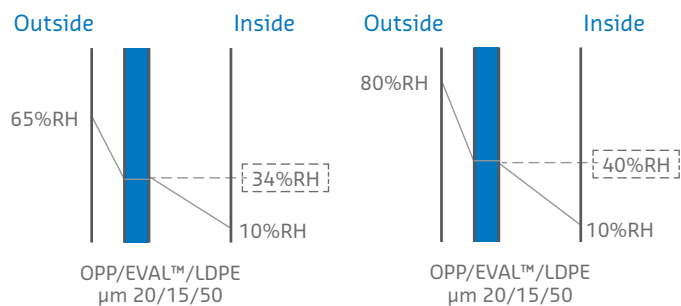 Outside Inside
65%RH
34%RH
10%RH
OPP/EVAL™/LDPE
µm 20/15/50
Outside Inside
80%RH
40%RH
10%RH
OPP/EVAL™/LDPE
µm 20/15/50